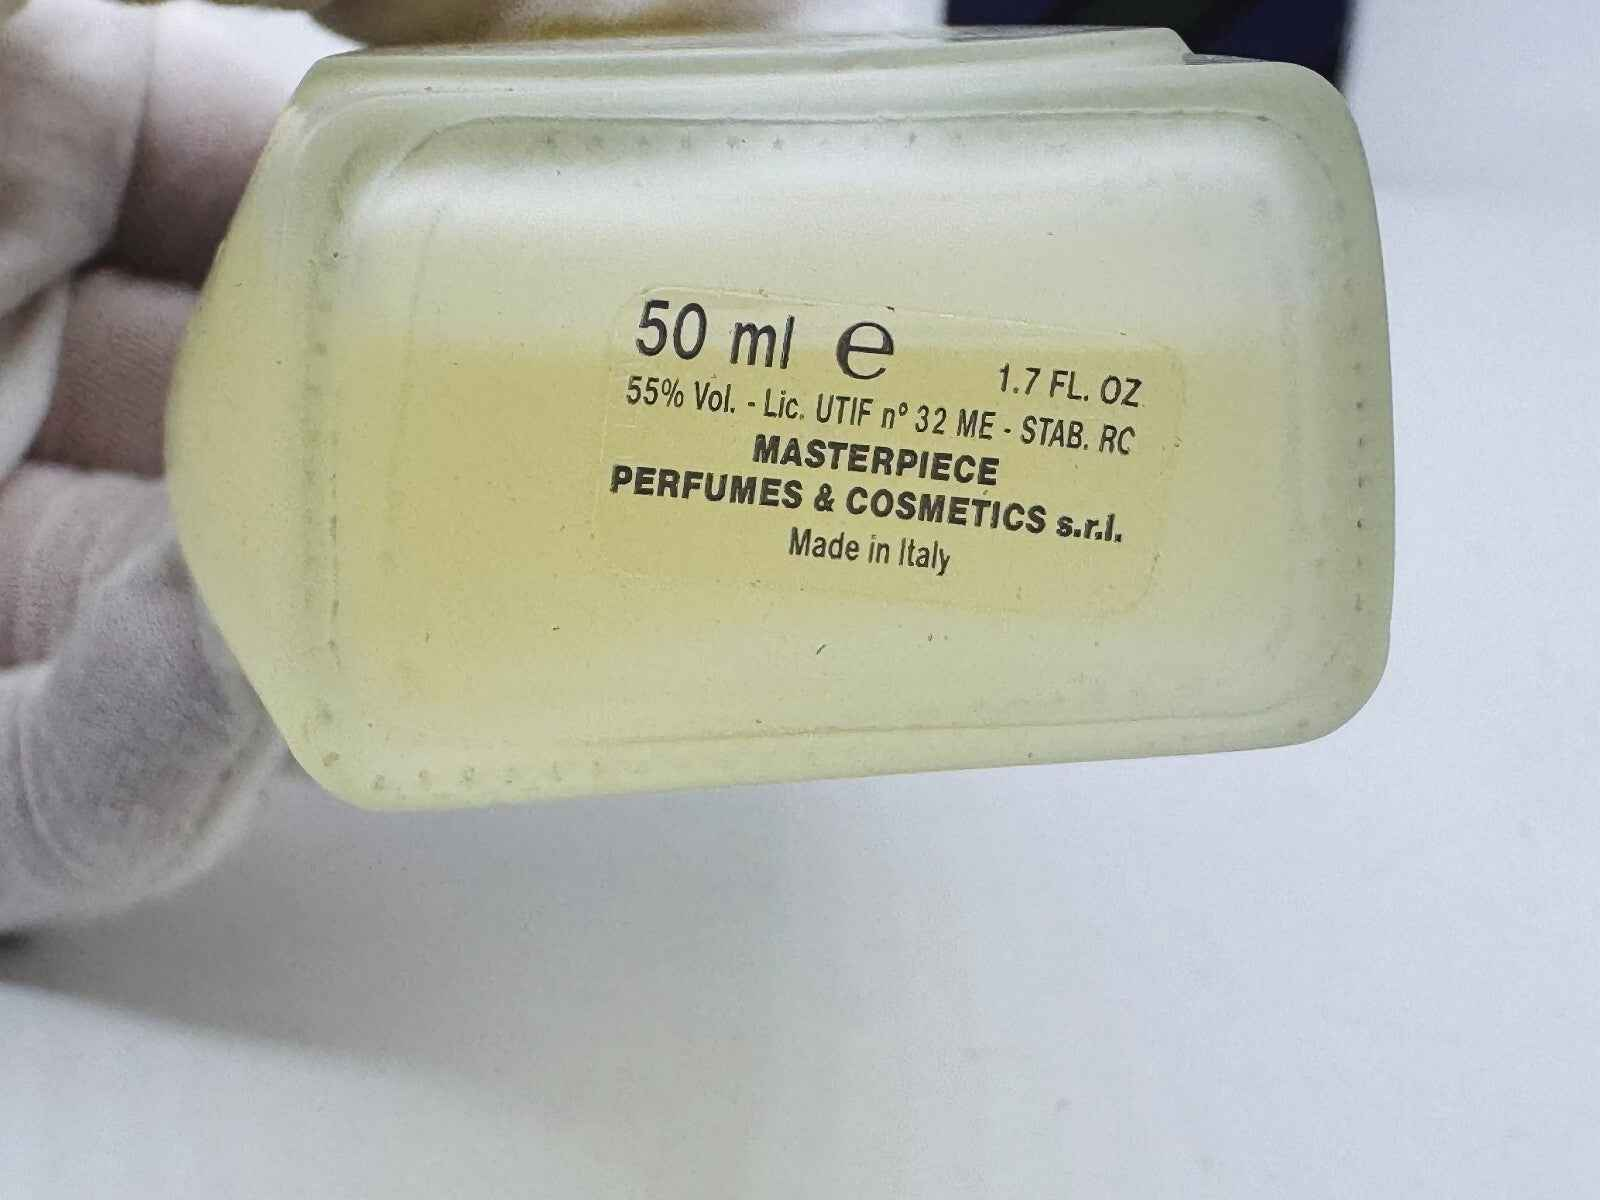 50 ml ℮ 1.7 FL. OZ
55% Vol. - Lic. UTIF n° 32 ME - STAB. RC
MASTERPIECE
PERFUMES & COSMETICS s.r.l.
Made in Italy